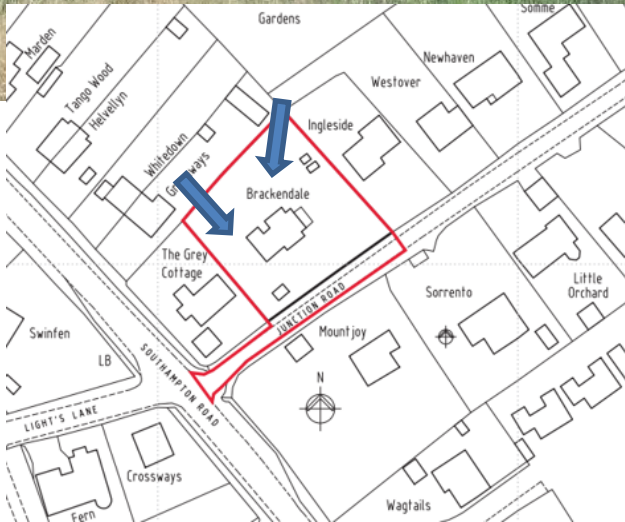 Gardens
Somme
Marden
Tango Wood
Helvellyn
Newhaven
Westover
Ingleside
Whitedown
Brackendale
The Grey
Cottage
Little
Orchard
Sorrento
JUNCTION ROAD
Mountjoy
Swinfen
LB
SOUTHAMPTON ROAD
N
LIGHT'S LANE
Crossways
Fern
Wagtails